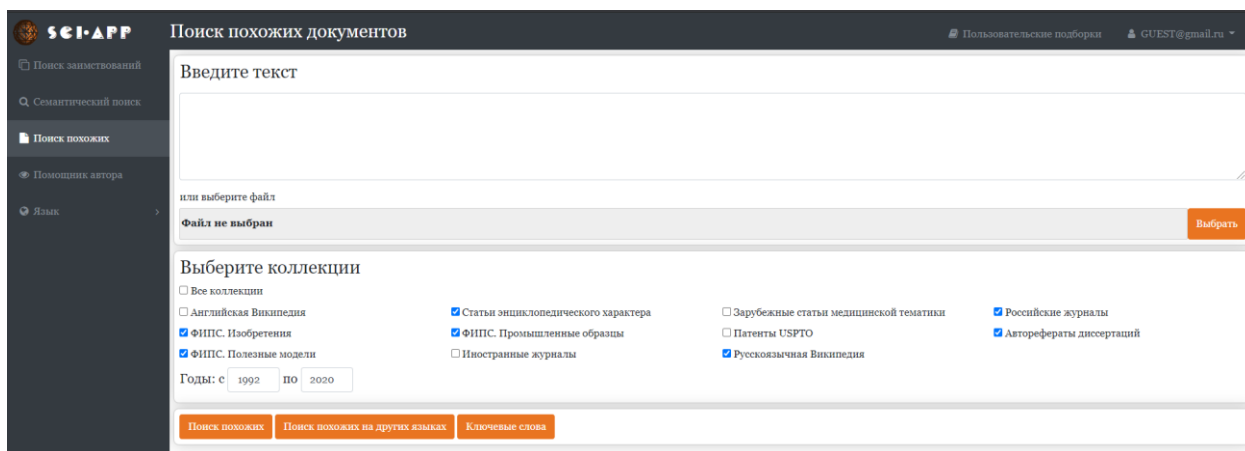 SCI·APP
Поиск похожих документов
Пользовательские подборки
GUEST@gmail.ru
Поиск заимствований
Семантический поиск
Поиск похожих
Помощник автора
Язык
Введите текст
или выберите файл
Файл не выбран
Выбрать
Выберите коллекции
Все коллекции
Английская Википедия
Статьи энциклопедического характера
Зарубежные статьи медицинской тематики
Российские журналы
ФИПС. Изобретения
ФИПС. Промышленные образцы
Патенты USPTO
Авторефераты диссертаций
ФИПС. Полезные модели
Иностранные журналы
Русскоязычная Википедия
Годы: с 1992 по 2020
Поиск похожих
Поиск похожих на других языках
Ключевые слова